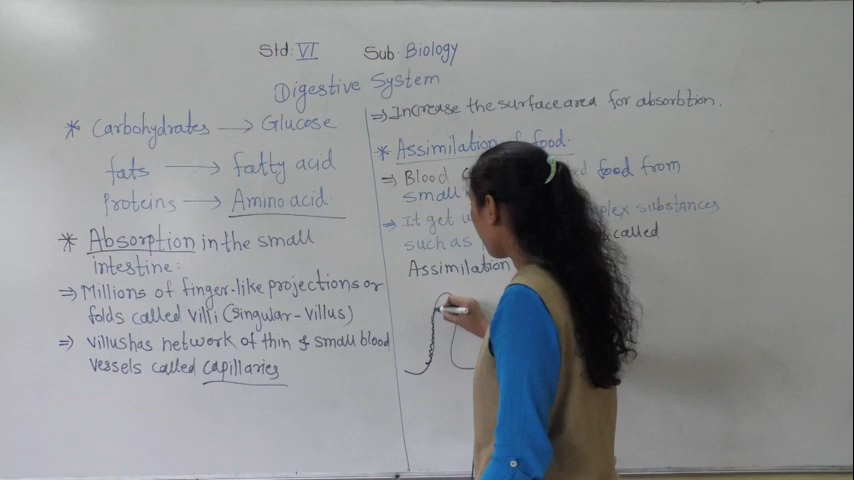 Std: VI Sub: Biology
Digestive System
* Carbohydrates → Glucose
fats → fatty acid
Proteins → Amino acid
* Absorption in the small
intestine:
⇒ Millions of finger-like projections or
folds called villi (singular-villus)
⇒ villus has network of thin & small blood
vessels called capillaries
⇒ Increase the surface area for absorbtion.
* Assimilation of food.
⇒ Blood food from
small
⇒ It get substances
such as called
Assimilation